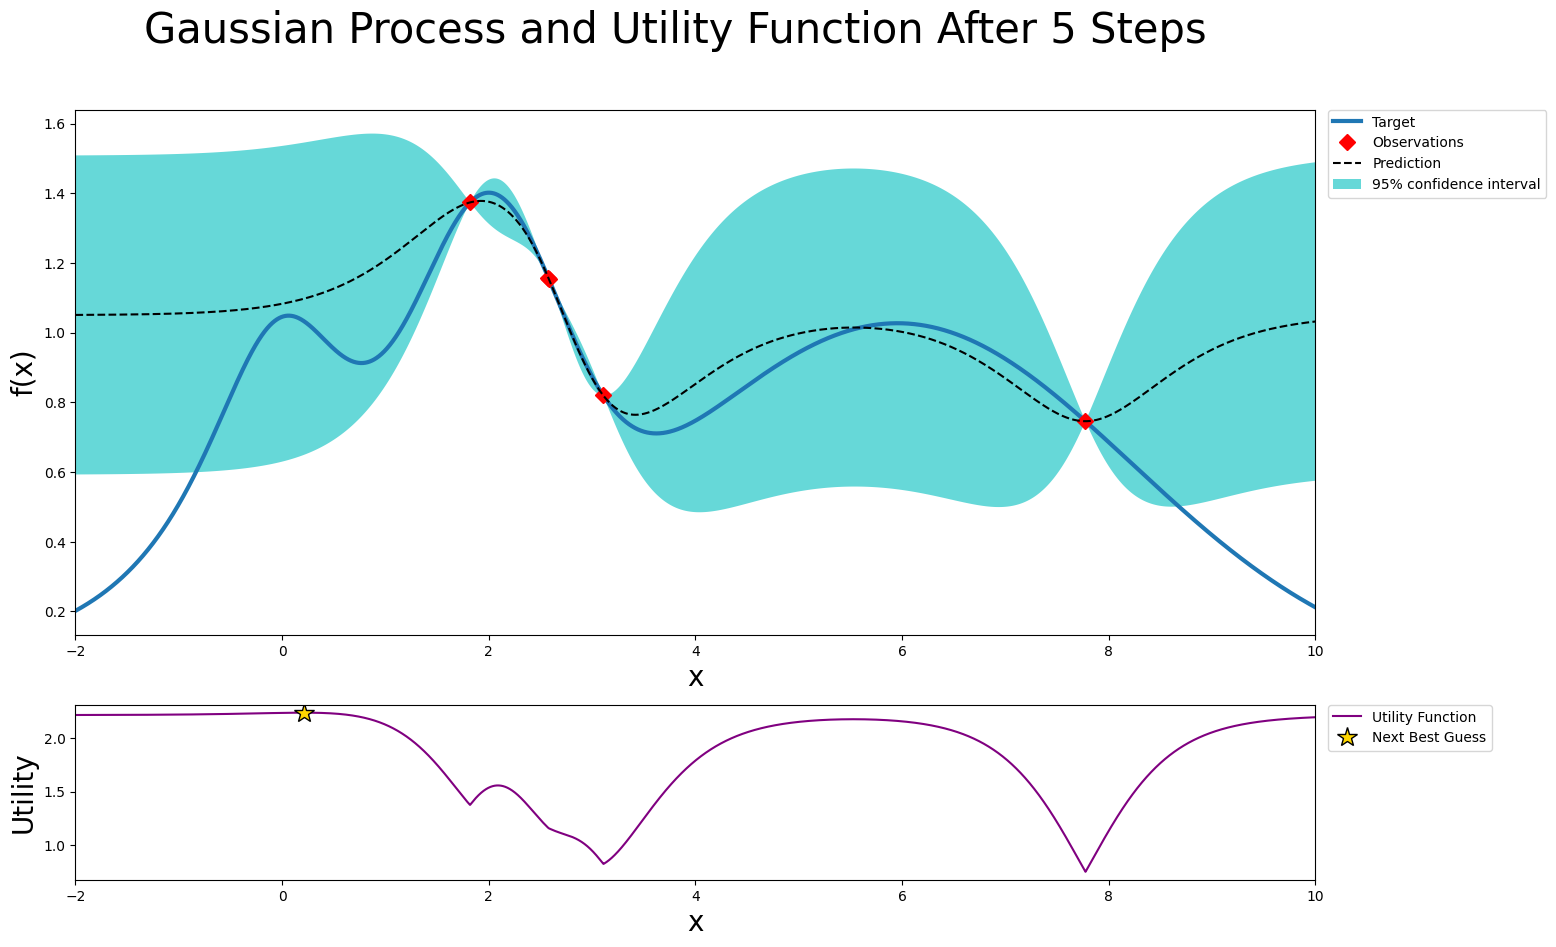 Gaussian Process and Utility Function After 5 Steps
1.6
1.4
1.2
1.0
0.8
0.6
0.4
0.2
f(x)
−2 0 2 4 6 8 10
x
Target
Observations
Prediction
95% confidence interval
2.0
1.5
1.0
Utility
−2 0 2 4 6 8 10
x
Utility Function
Next Best Guess